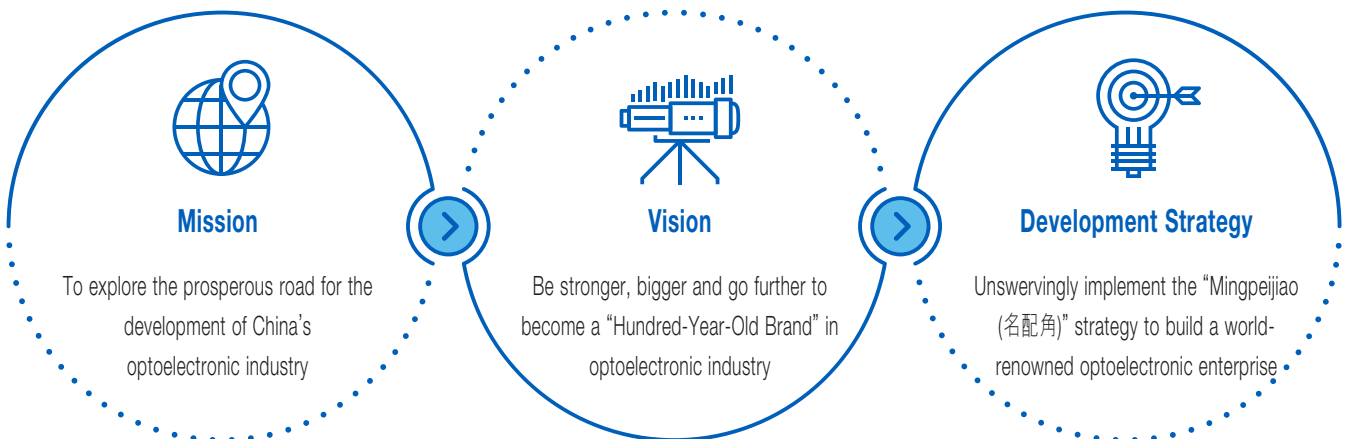 Mission
To explore the prosperous road for the
development of China's
optoelectronic industry
Vision
Be stronger, bigger and go further to
become a “Hundred-Year-Old Brand” in
optoelectronic industry
Development Strategy
Unswervingly implement the “Mingpeijiao
(名配角)” strategy to build a world-
renowned optoelectronic enterprise